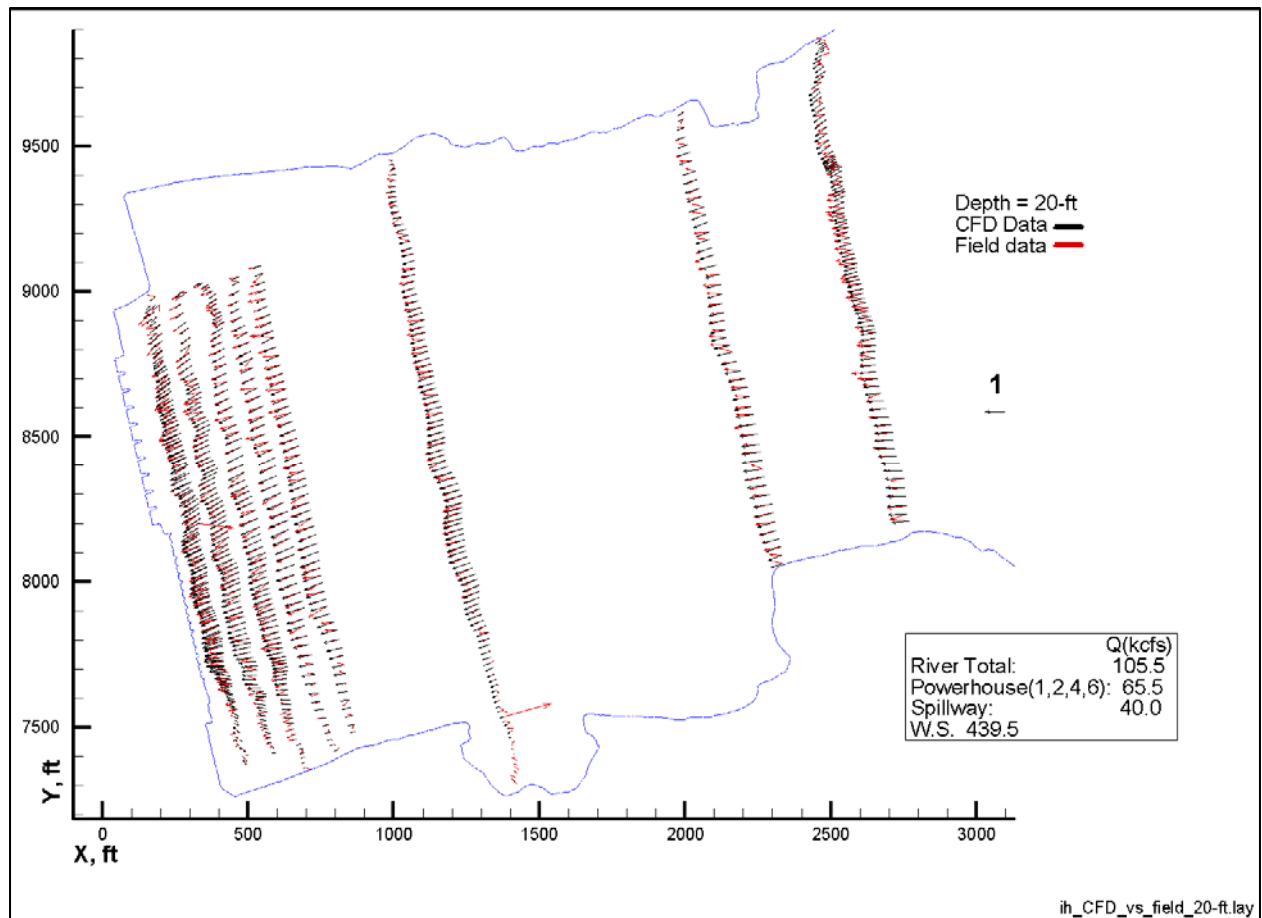 9500
9000
8500
8000
7500
Y, ft
0
500
1000
1500
2000
2500
3000
X, ft
Depth = 20-ft
CFD Data
Field data
1
Q(kcfs)
River Total: 105.5
Powerhouse(1,2,4,6): 65.5
Spillway: 40.0
W.S. 439.5
ih_CFD_vs_field_20-ft.lay